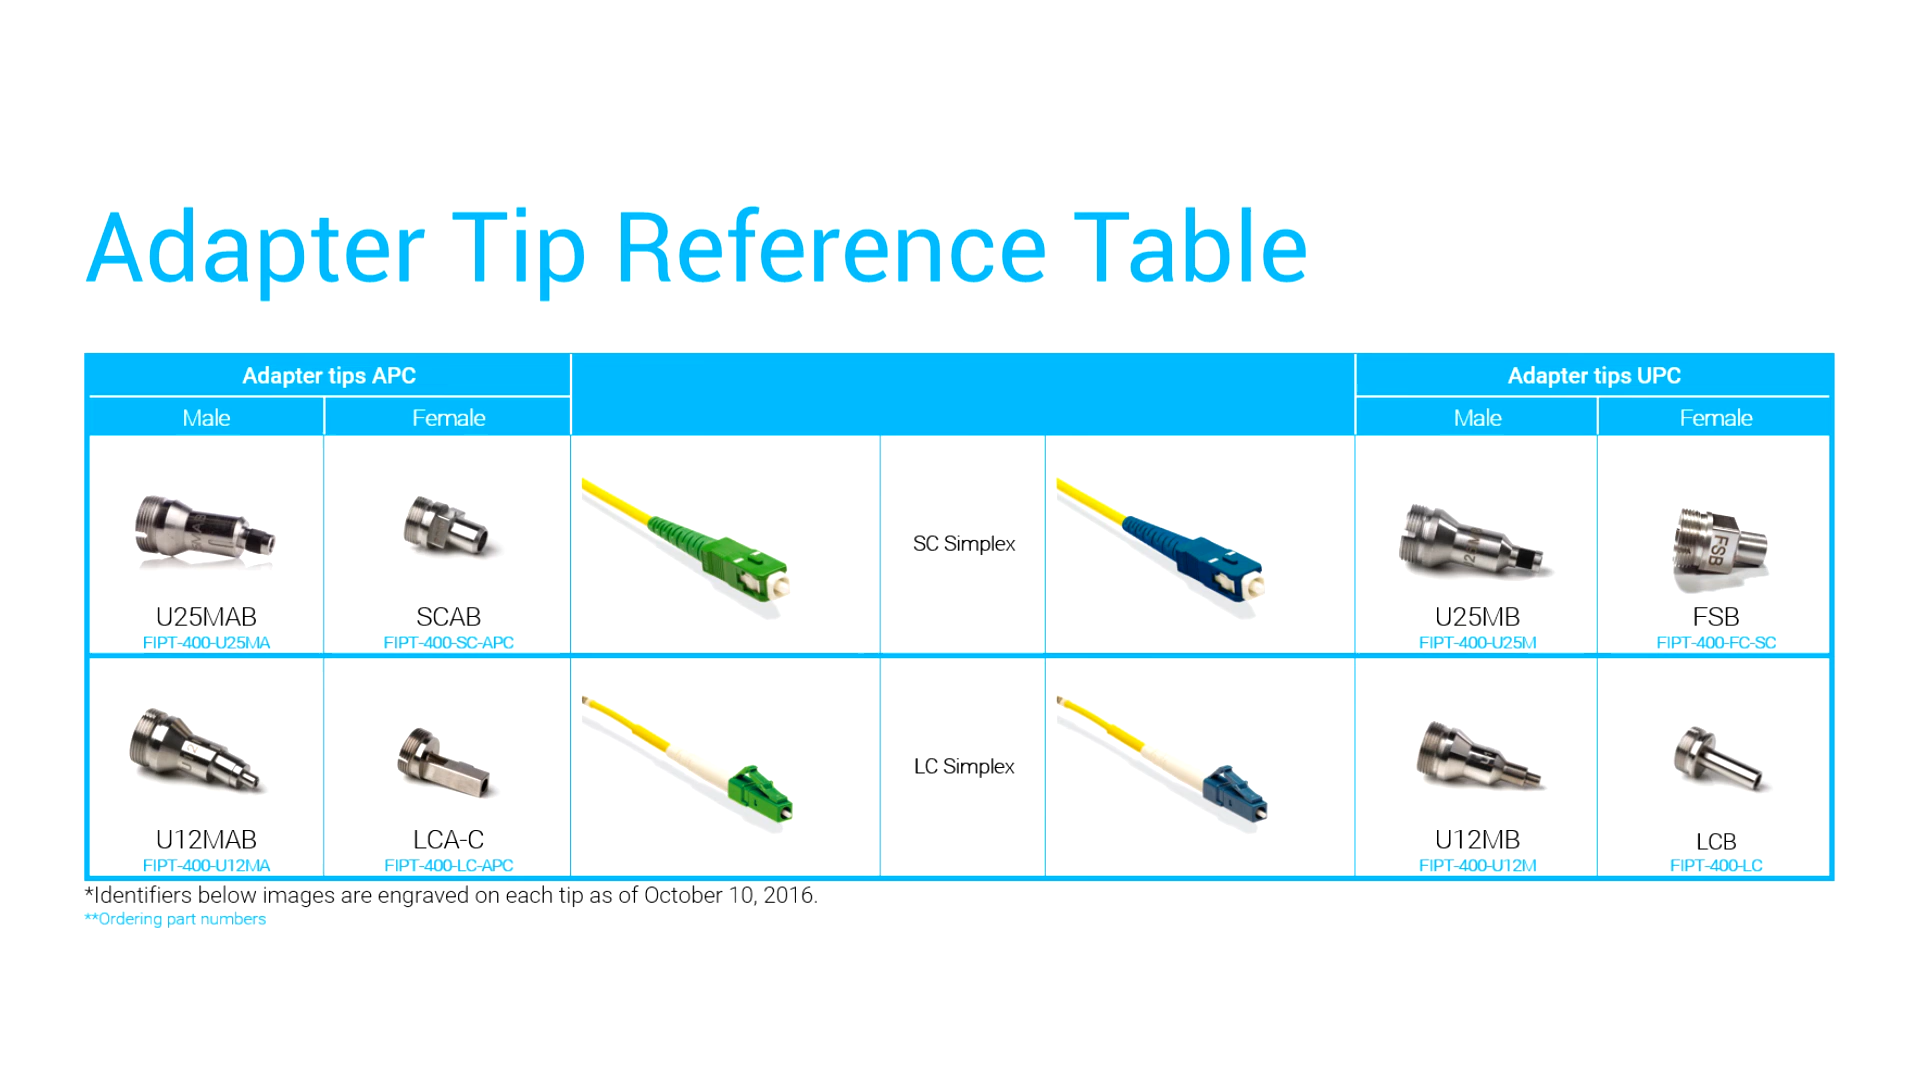 Adapter Tip Reference Table
Adapter tips APC
Adapter tips UPC
Male
Female
Male
Female
SC Simplex
FSB
U25MAB
SCAB
U25MB
FSB
FIPT-400-U25MA
FIPT-400-SC-APC
FIPT-400-U25M
FIPT-400-FC-SC
LC Simplex
U12MAB
LCA-C
U12MB
LCB
FIPT-400-U12MA
FIPT-400-LC-APC
FIPT-400-U12M
FIPT-400-LC
*Identifiers below images are engraved on each tip as of October 10, 2016.
**Ordering part numbers